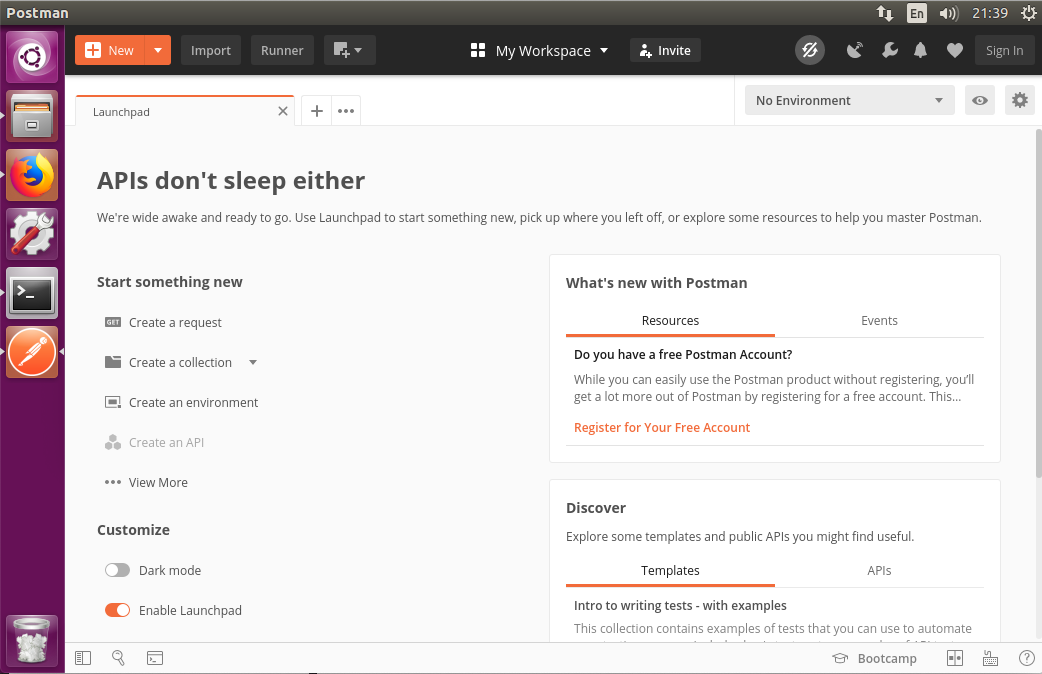 Postman
En
21:39
New
Import
Runner
My Workspace
Invite
Sign In
Launchpad
No Environment
APIs don't sleep either
We're wide awake and ready to go. Use Launchpad to start something new, pick up where you left off, or explore some resources to help you master Postman.
Start something new
GET Create a request
Create a collection
Create an environment
Create an API
View More
Customize
Dark mode
Enable Launchpad
What's new with Postman
Resources
Events
Do you have a free Postman Account?
While you can easily use the Postman product without registering, you'll
get a lot more out of Postman by registering for a free account. This...
Register for Your Free Account
Discover
Explore some templates and public APIs you might find useful.
Templates
APIs
Intro to writing tests - with examples
This collection contains examples of tests that you can use to automate
Bootcamp